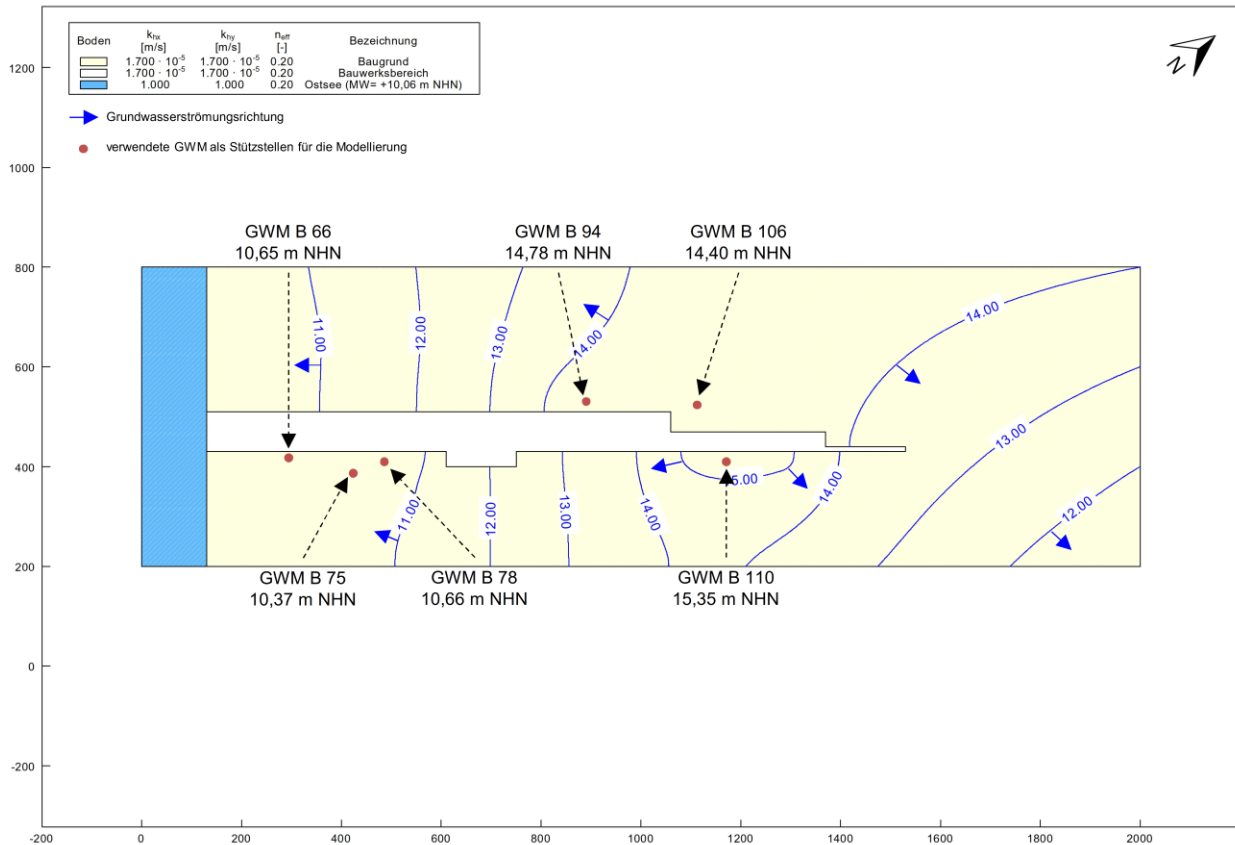 Boden k_hx [m/s] k_hy [m/s] n_eff [-] Bezeichnung
1.700 · 10⁻⁵ 1.700 · 10⁻⁵ 0.20 Baugrund
1.700 · 10⁻⁵ 1.700 · 10⁻⁵ 0.20 Bauwerksbereich
1.000 1.000 0.20 Ostsee (MW= +10,06 m NHN)
Grundwasserströmungsrichtung
verwendete GWM als Stützstellen für die Modellierung
N
1200
1000
800
600
400
200
0
-200
GWM B 66
10,65 m NHN
GWM B 94
14,78 m NHN
GWM B 106
14,40 m NHN
11.00
12.00
13.00
14.00
14.00
13.00
12.00
11.00
12.00
13.00
14.00
5.00
14.00
GWM B 75
10,37 m NHN
GWM B 78
10,66 m NHN
GWM B 110
15,35 m NHN
-200 0 200 400 600 800 1000 1200 1400 1600 1800 2000